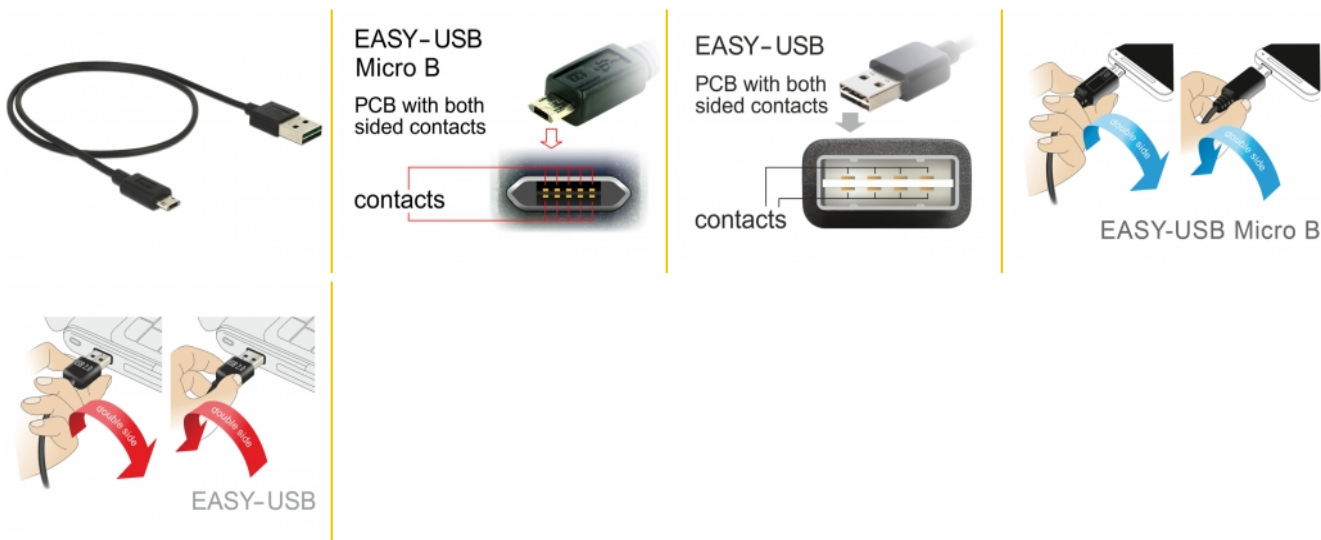 EASY-USB
Micro B
PCB with both
sided contacts
contacts
EASY-USB
PCB with both
sided contacts
contacts
double side
double side
EASY-USB Micro B
double side
double side
EASY-USB